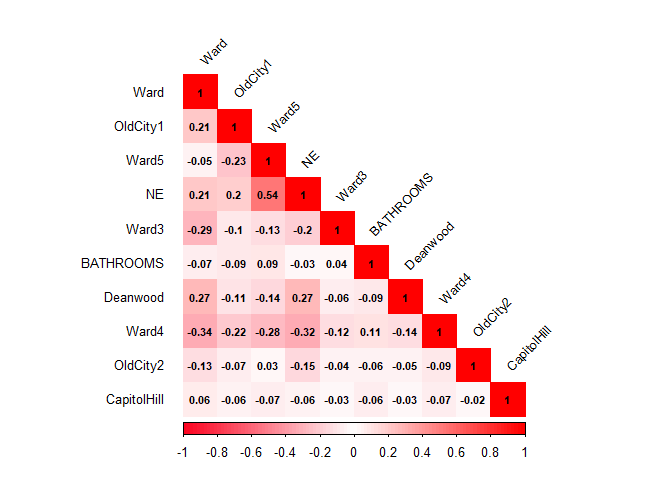 Ward
OldCity1
Ward5
NE
Ward3
BATHROOMS
Deanwood
Ward4
OldCity2
CapitolHill
Ward 1
OldCity1 0.21 1
Ward5 -0.05 -0.23 1
NE 0.21 0.2 0.54 1
Ward3 -0.29 -0.1 -0.13 -0.2 1
BATHROOMS -0.07 -0.09 0.09 -0.03 0.04 1
Deanwood 0.27 -0.11 -0.14 0.27 -0.06 -0.09 1
Ward4 -0.34 -0.22 -0.28 -0.32 -0.12 0.11 -0.14 1
OldCity2 -0.13 -0.07 0.03 -0.15 -0.04 -0.06 -0.05 -0.09 1
CapitolHill 0.06 -0.06 -0.07 -0.06 -0.03 -0.06 -0.03 -0.07 -0.02 1
-1 -0.8 -0.6 -0.4 -0.2 0 0.2 0.4 0.6 0.8 1